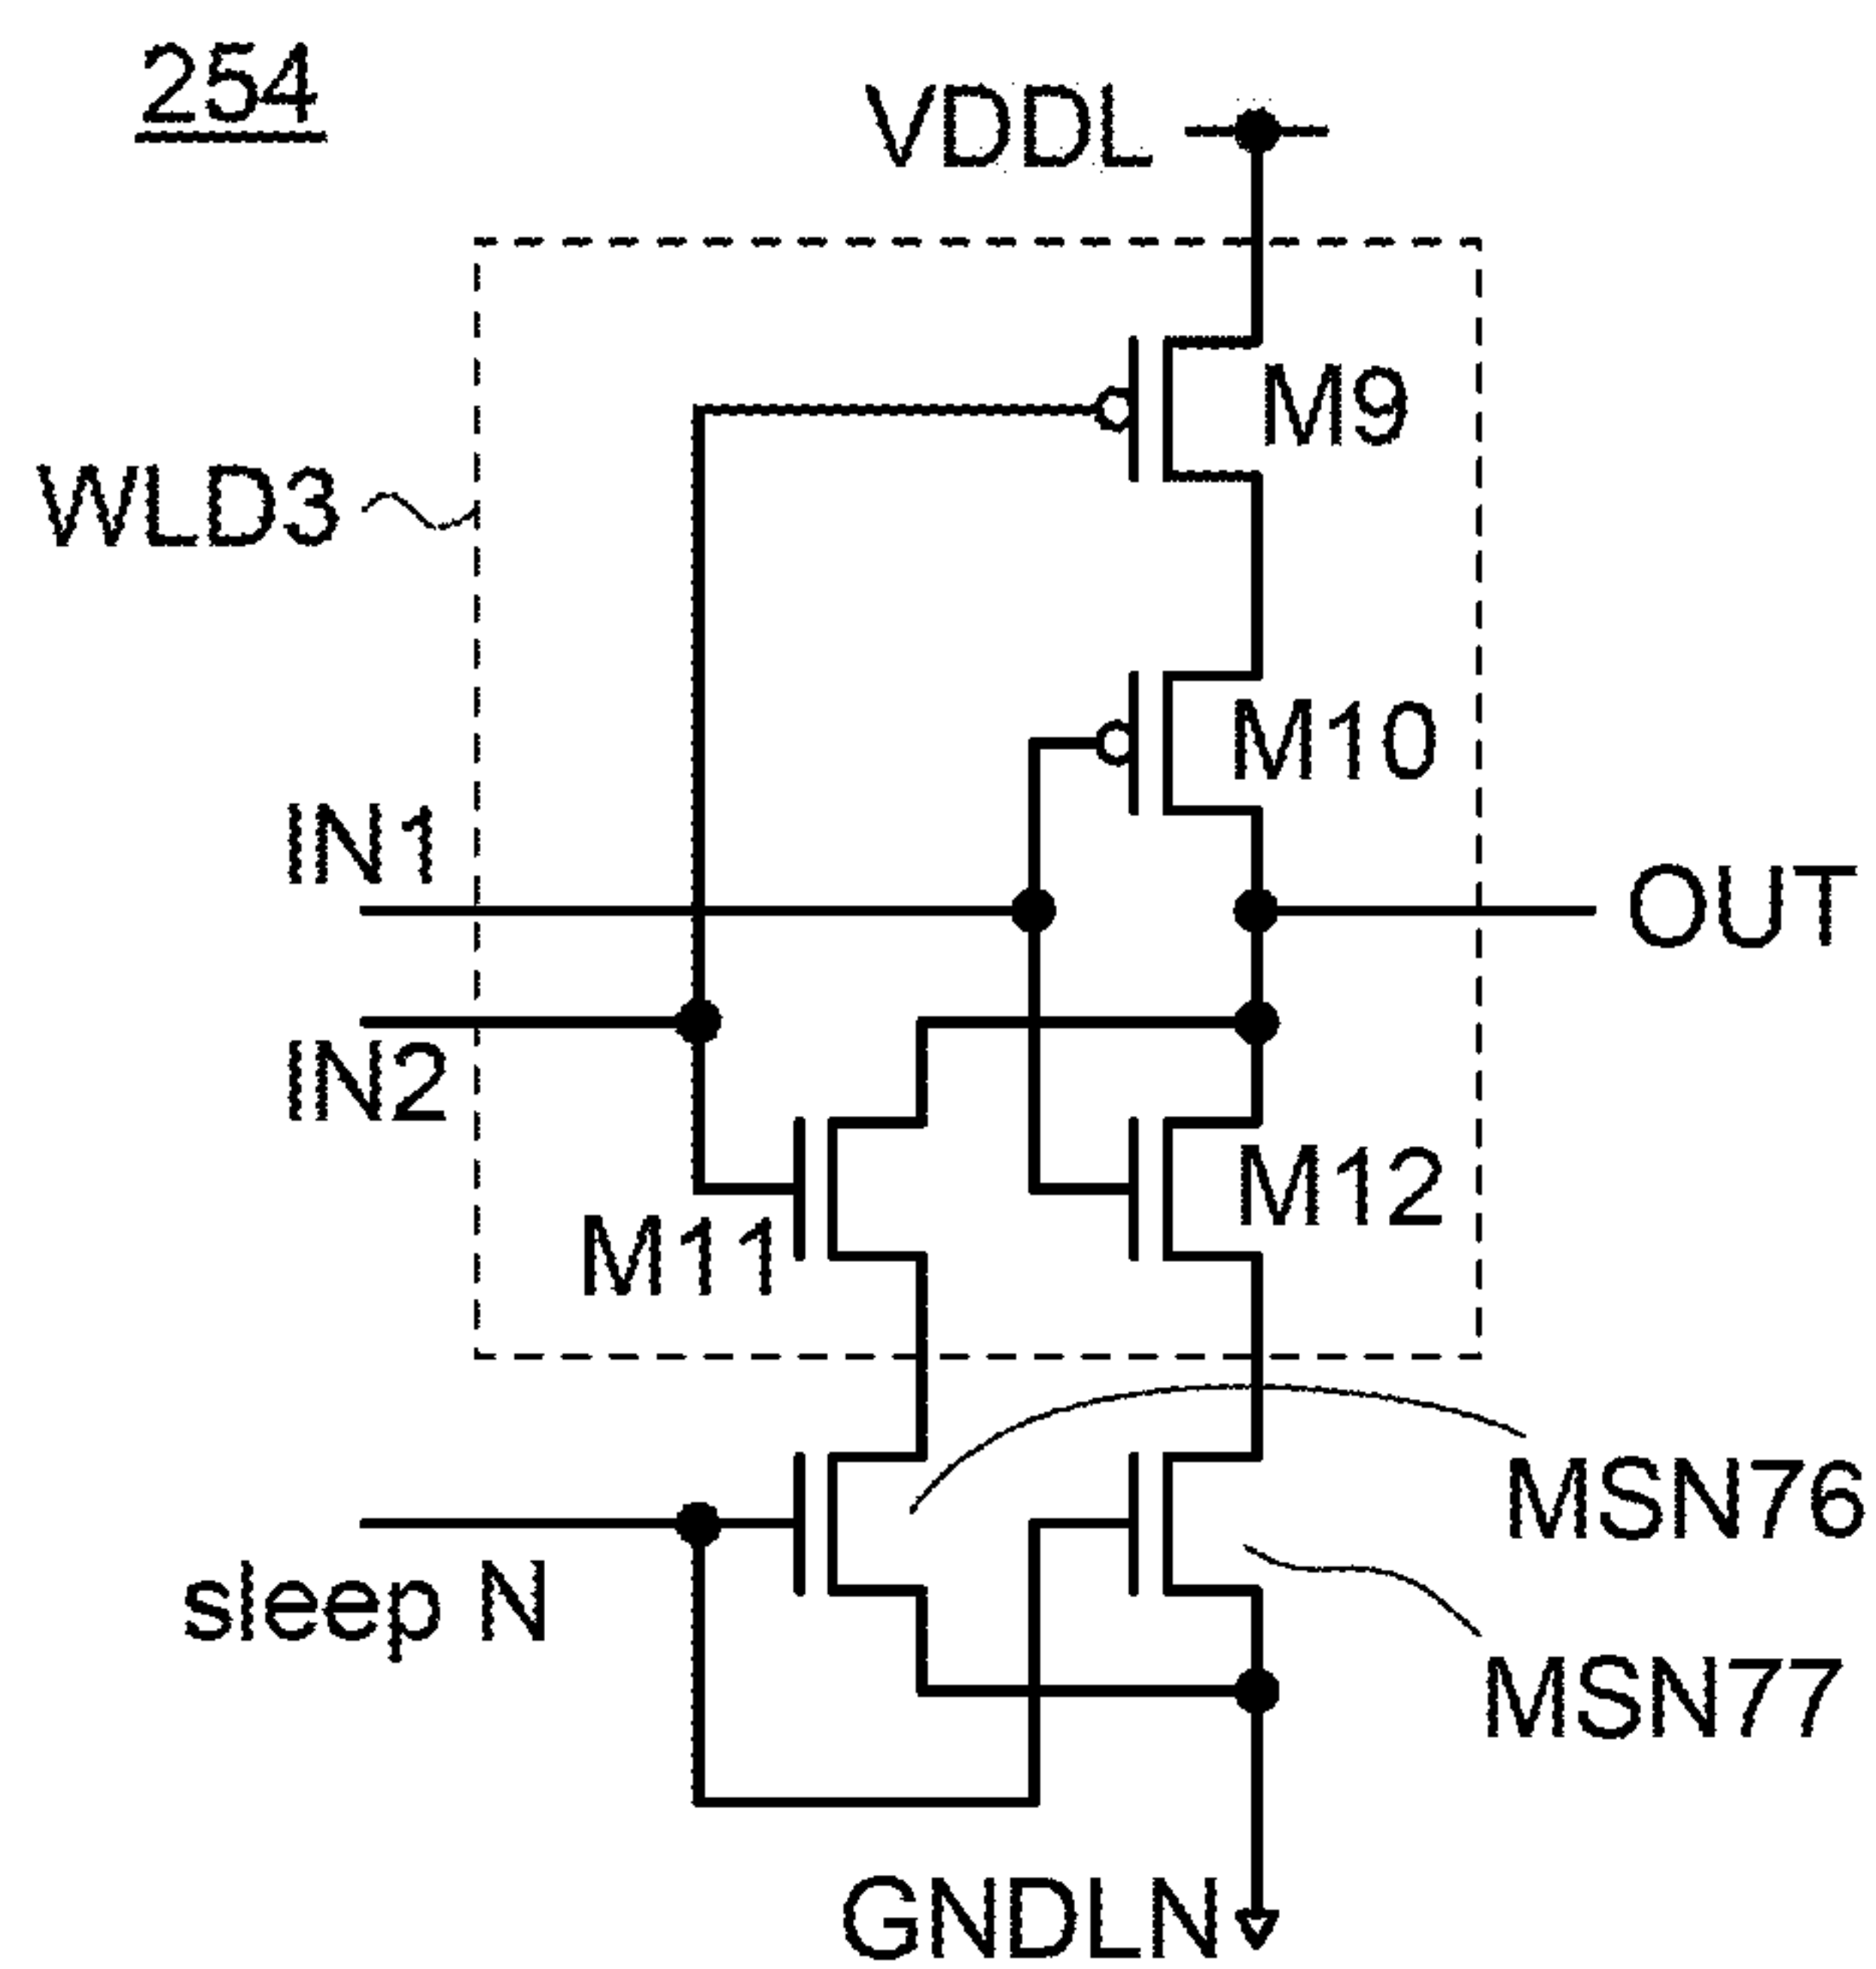 254
VDDL
M9
WLD3
M10
IN1
OUT
IN2
M12
M11
MSN76
sleep N
MSN77
GNDLN